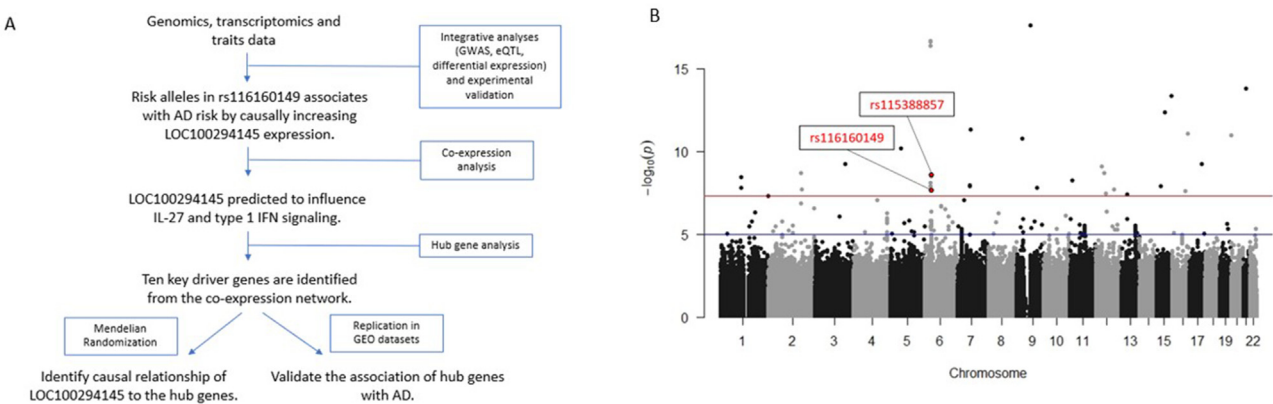 A
Genomics, transcriptomics and
traits data
Integrative analyses
(GWAS, eQTL,
differential expression)
and experimental
validation
Risk alleles in rs116160149 associates
with AD risk by causally increasing
LOC100294145 expression.
Co-expression
analysis
LOC100294145 predicted to influence
IL-27 and type 1 IFN signaling.
Hub gene analysis
Ten key driver genes are identified
from the co-expression network.
Mendelian
Randomization
Replication in
GEO datasets
Identify causal relationship of
LOC100294145 to the hub genes.
Validate the association of hub genes
with AD.
B
−log10(p)
15
10
5
0
rs115388857
rs116160149
1 2 3 4 5 6 7 8 9 10 11 13 15 17 19 22
Chromosome